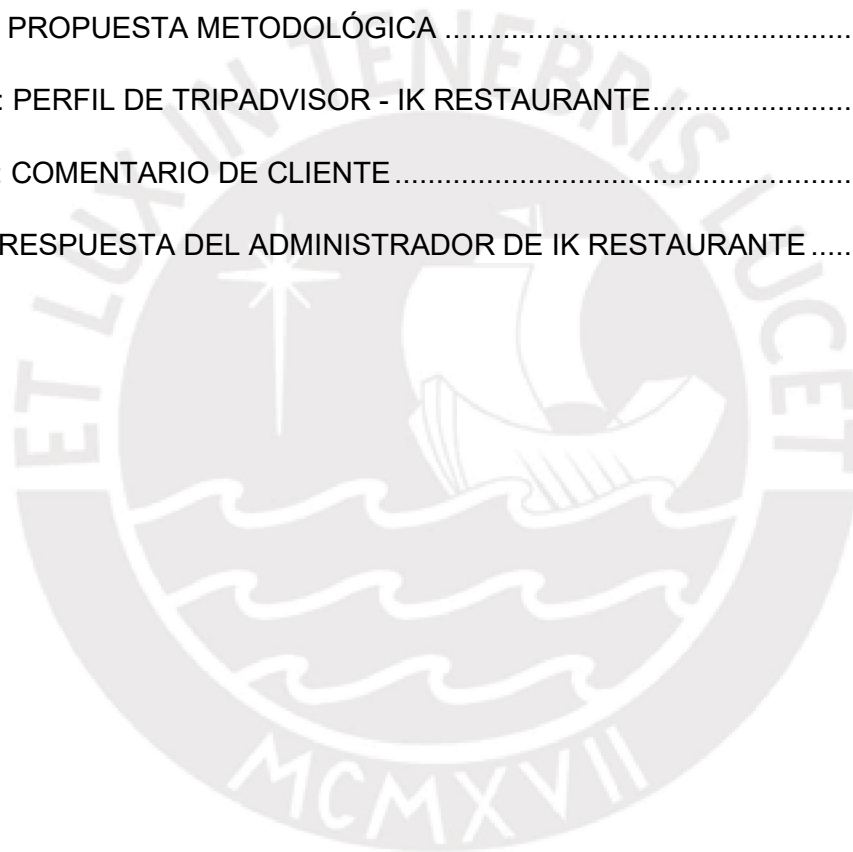 PROPUESTA METODOLÓGICA ....................................................
: PERFIL DE TRIPADVISOR - IK RESTAURANTE.........................
: COMENTARIO DE CLIENTE..........................................................
RESPUESTA DEL ADMINISTRADOR DE IK RESTAURANTE .....
ET LUX IN TENEBRIS LUCET
MCMXVII